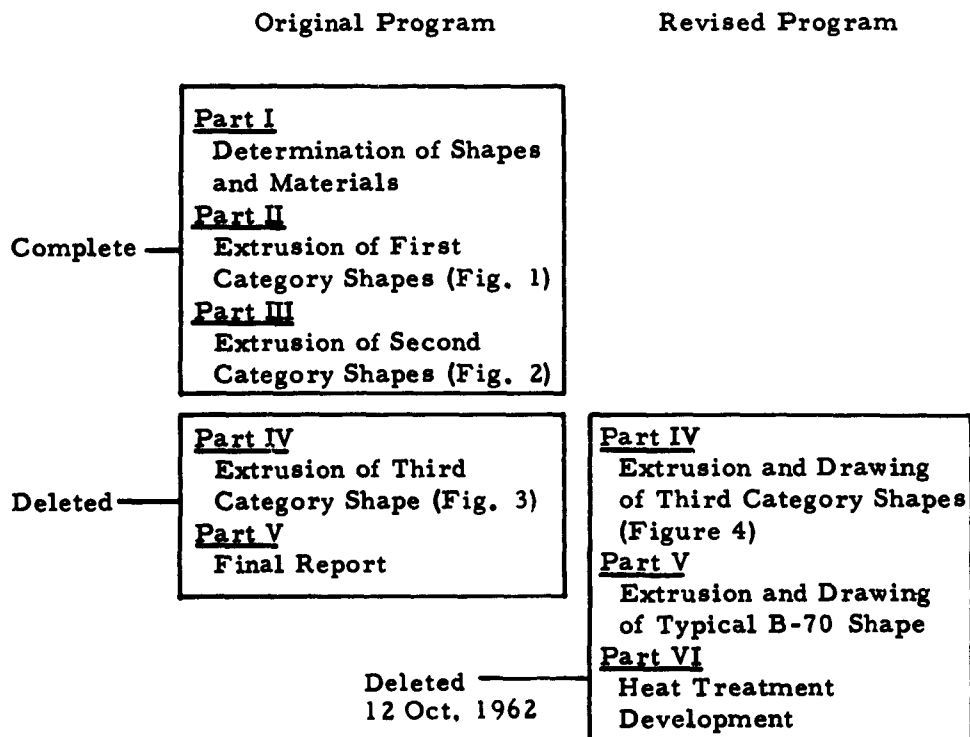 Original Program
Revised Program
Complete
Part I
Determination of Shapes
and Materials
Part II
Extrusion of First
Category Shapes (Fig. 1)
Part III
Extrusion of Second
Category Shapes (Fig. 2)
Deleted
Part IV
Extrusion of Third
Category Shape (Fig. 3)
Part V
Final Report
Part IV
Extrusion and Drawing
of Third Category Shapes
(Figure 4)
Part V
Extrusion and Drawing
of Typical B-70 Shape
Deleted
12 Oct. 1962
Part VI
Heat Treatment
Development